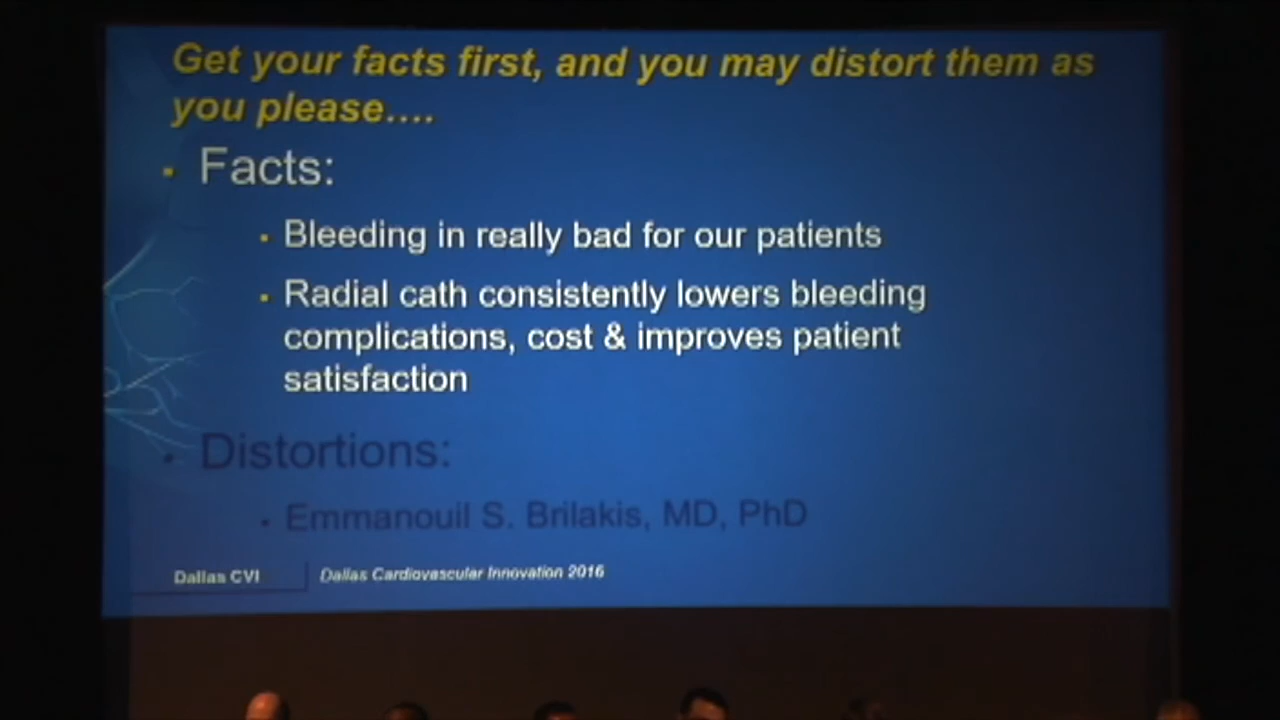 Get your facts first, and you may distort them as
you please....
Facts:
Bleeding in really bad for our patients
Radial cath consistently lowers bleeding
complications, cost & improves patient
satisfaction
Distortions:
Emmanouil S. Brilakis, MD, PhD
Dallas CVI
Dallas Cardiovascular Innovation 2016